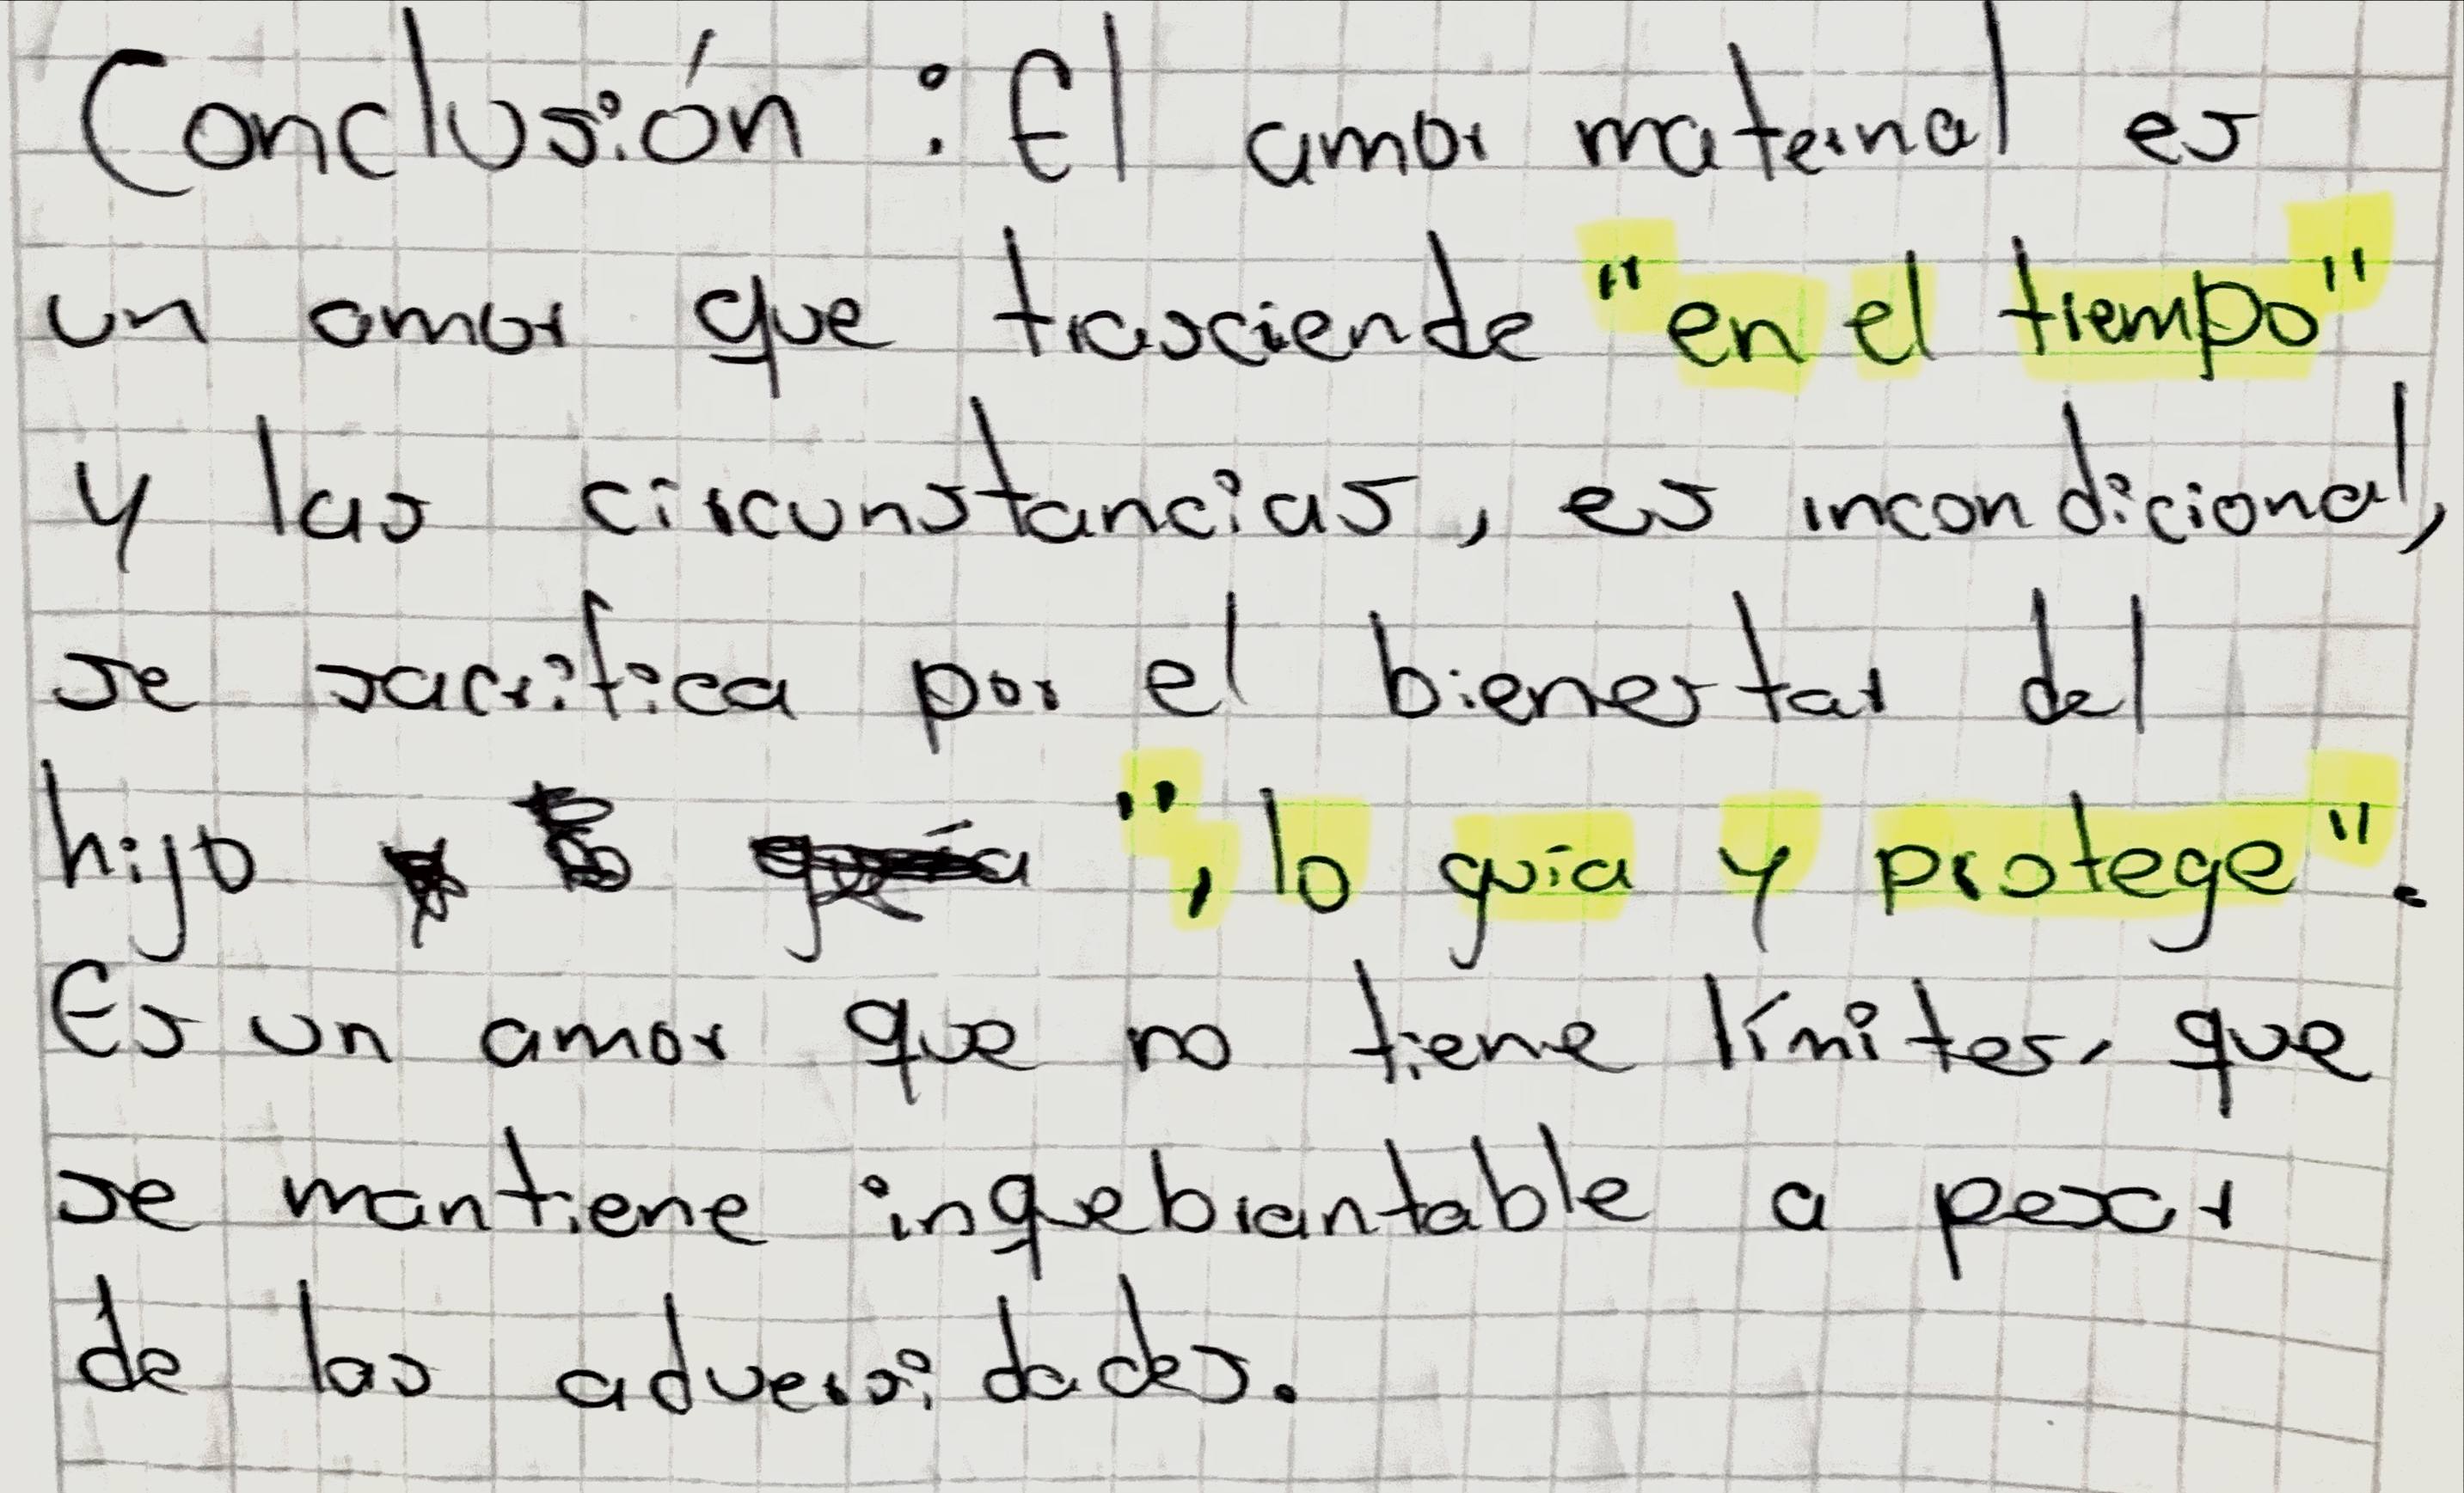 Conclusión : El amor maternal es
un amor que trasciende "en el tiempo"
y las circunstancias, es incondicional,
se sacrifica por el bienestar del
hijo ", lo guia y protege".
Es un amor que no tiene límites, que
se mantiene inquebrantable a pesar
de las adversidades.